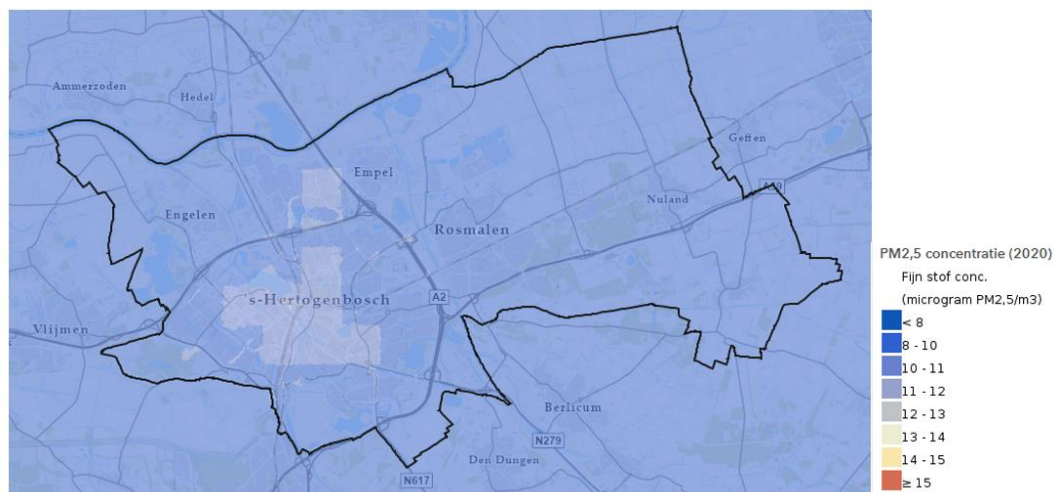 Ammerzoden
Hedel
Geffen
Empel
A59
Nuland
Engelen
Rosmalen
's-Hertogenbosch
A2
Vlijmen
Berlicum
N279
Den Dungen
N617
PM2,5 concentratie (2020)
Fijn stof conc.
(microgram PM2,5/m3)
< 8
8 - 10
10 - 11
11 - 12
12 - 13
13 - 14
14 - 15
≥ 15